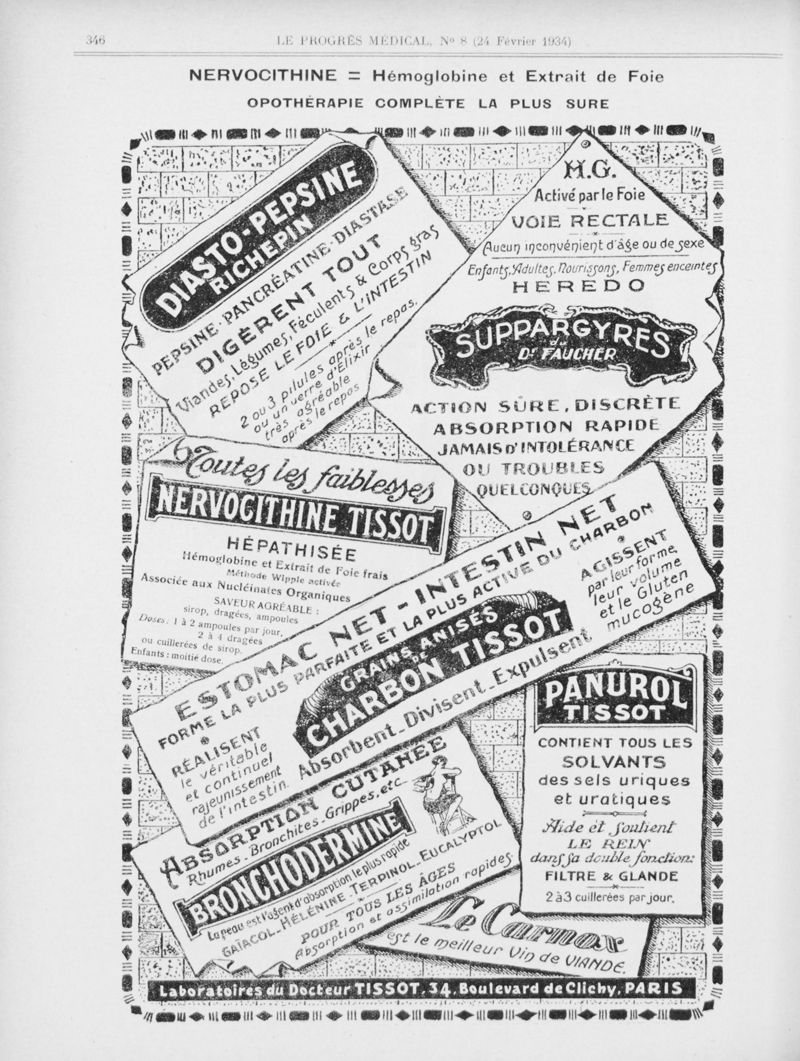 346
LE PROGRÈS MÉDICAL, No 8 (24 Février 1934)
NERVOCITHINE = Hémoglobine et Extrait de Foie
OPOTHÉRAPIE COMPLÈTE LA PLUS SURE
DIASTO-PEPSINE
RICHEPIN
PEPSINE-PANCRÉATINE-DIASTASE
DIGÈRENT TOUT
Viandes, Légumes, Féculents & Corps gras
REPOSE LE FOIE & L'INTESTIN
2 ou 3 pilules après le repas.
ou un verre d'Elixir
très agréable
après le repas
H.G.
Activé par le Foie
VOIE RECTALE
Aucun inconvénient d'âge ou de sexe
Enfants, Adultes, Nourissons, Femmes enceintes
HEREDO
SUPPARGYRES
du
Dr FAUCHER
ACTION SÛRE, DISCRÈTE
ABSORPTION RAPIDE
JAMAIS D'INTOLÉRANCE
OU TROUBLES
QUELCONQUES
Toutes les faiblesses
NERVOCITHINE TISSOT
HÉPATHISÉE
Hémoglobine et Extrait de Foie frais
Méthode Wipple activée
Associée aux Nucléinates Organiques
SAVEUR AGRÉABLE :
sirop, dragées, ampoules
Doses : 1 à 2 ampoules par jour,
2 à 4 dragées
ou cuillerées de sirop.
Enfants : moitié dose.
ESTOMAC NET - INTESTIN NET
FORME LA PLUS PARFAITE ET LA PLUS ACTIVE DU CHARBON
RÉALISENT
le véritable
et continuel
rajeunissement
de l'intestin.
GRAINS ANISÉS
DE
CHARBON TISSOT
Absorbent_Divisent_Expulsent
AGISSENT
par leur forme,
leur volume
et le Gluten
mucogène
PANUROL
TISSOT
CONTIENT TOUS LES
SOLVANTS
des sels uriques
et uratiques
Aide et soutient
LE REIN
dans sa double fonction:
FILTRE & GLANDE
2 à 3 cuillerées par jour.
ABSORPTION CUTANÉE
Rhumes_Bronchites_Grippes, etc
BRONCHODERMINE
La peau est l'agent d'absorption le plus rapide
GAÏACOL_HÉLÉNINE_TERPINOL_EUCALYPTOL
POUR TOUS LES ÂGES
Absorption et assimilation rapides
Le Carnox
est le meilleur Vin de VIANDE.
Laboratoires du Docteur TISSOT, 34, Boulevard de Clichy, PARIS